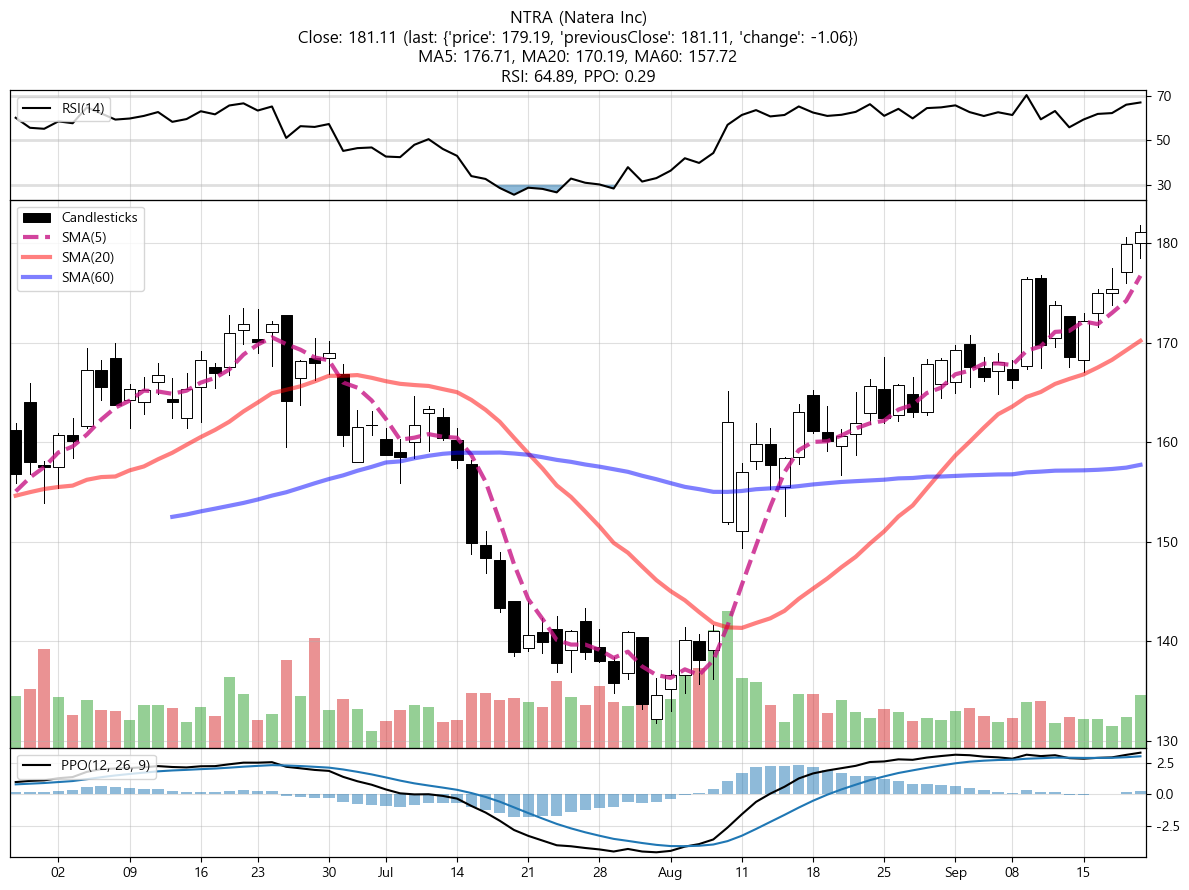 NTRA (Natera Inc)
Close: 181.11 (last: {'price': 179.19, 'previousClose': 181.11, 'change': -1.06})
MA5: 176.71, MA20: 170.19, MA60: 157.72
RSI: 64.89, PPO: 0.29
RSI(14)
70
50
30
Candlesticks
SMA(5)
SMA(20)
SMA(60)
180
170
160
150
140
130
PPO(12, 26, 9)
2.5
0.0
−2.5
02 09 16 23 30 Jul 14 21 28 Aug 11 18 25 Sep 08 15